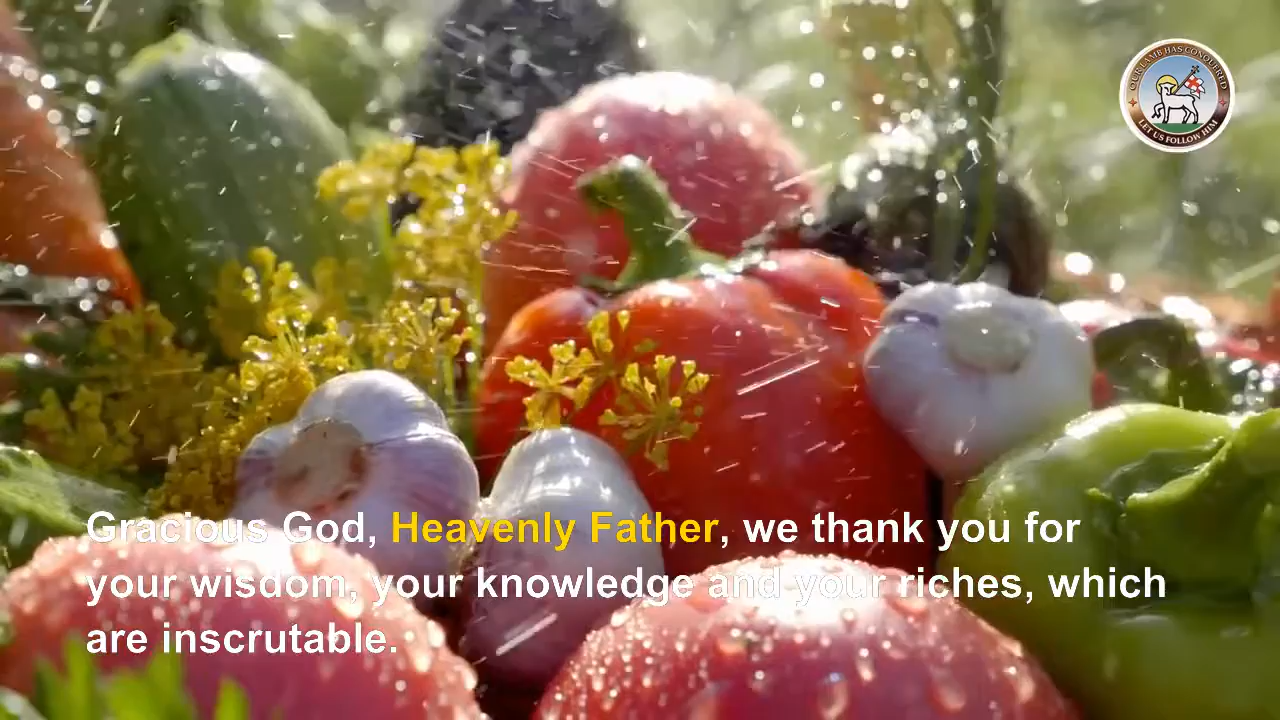 OUR LAMB HAS CONQUERED
LET US FOLLOW HIM
Gracious God, Heavenly Father, we thank you for
your wisdom, your knowledge and your riches, which
are inscrutable.